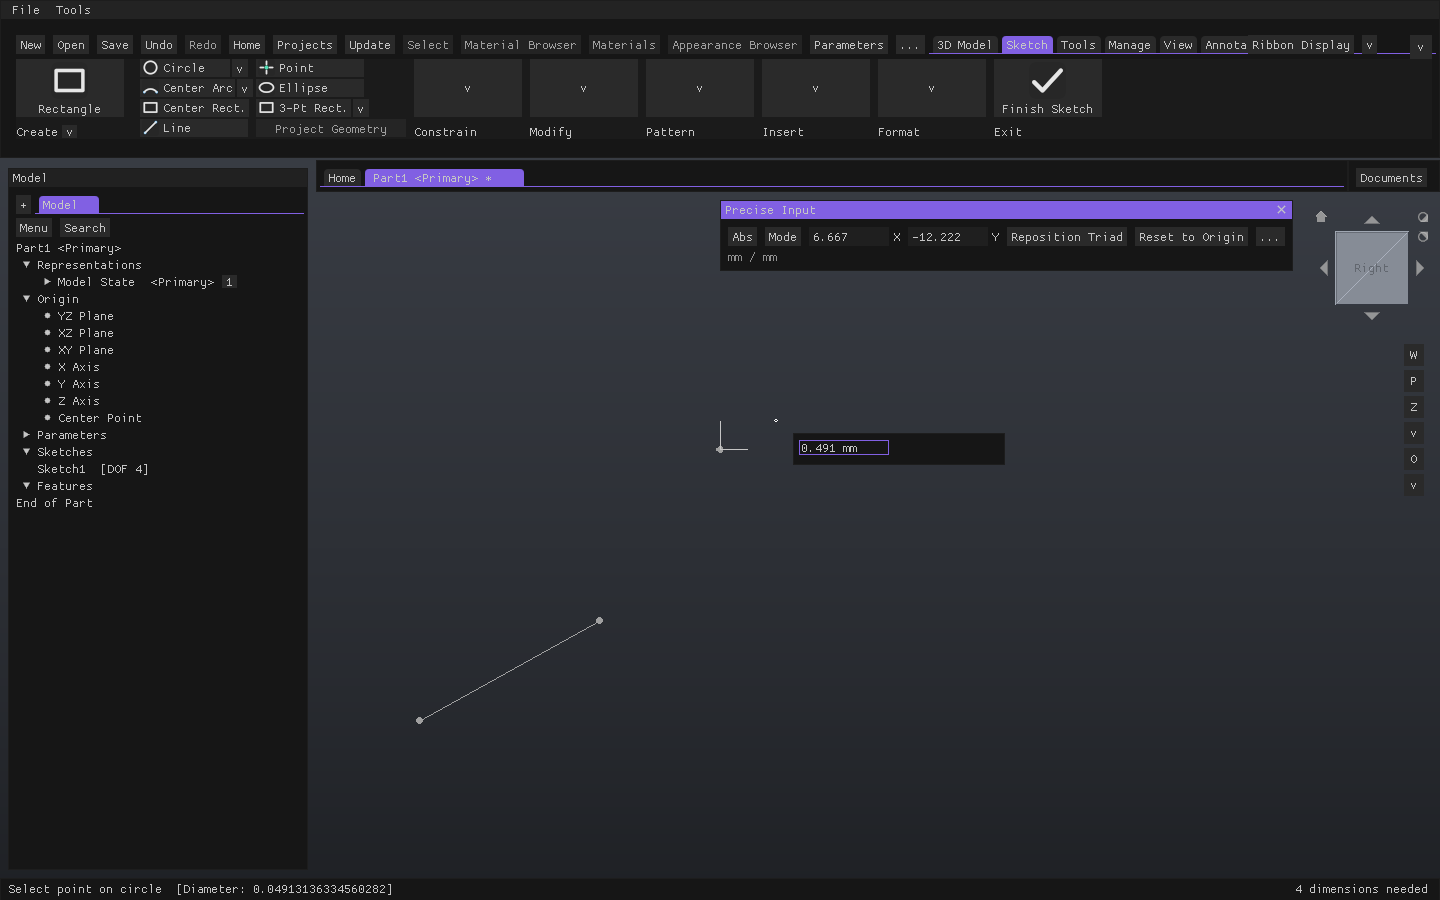 File Tools
New Open Save Undo Redo Home Projects Update Select Material Browser Materials Appearance Browser Parameters ... 3D Model Sketch Tools Manage View Annota Ribbon Display v v
Rectangle
Create v
Circle v Point
Center Arc v Ellipse
Center Rect. 3-Pt Rect. v
Line Project Geometry
v v v v v
Constrain Modify Pattern Insert Format
Finish Sketch
Exit
Model
+ Model
Menu Search
Part1 <Primary>
Representations
Model State <Primary> 1
Origin
YZ Plane
XZ Plane
XY Plane
X Axis
Y Axis
Z Axis
Center Point
Parameters
Sketches
Sketch1 [DOF 4]
Features
End of Part
Home Part1 <Primary> * Documents
Precise Input
Abs Mode 6.667 X -12.222 Y Reposition Triad Reset to Origin ...
mm / mm
Right
W
P
Z
v
O
v
0.491 mm
Select point on circle [Diameter: 0.04913136334560282] 4 dimensions needed